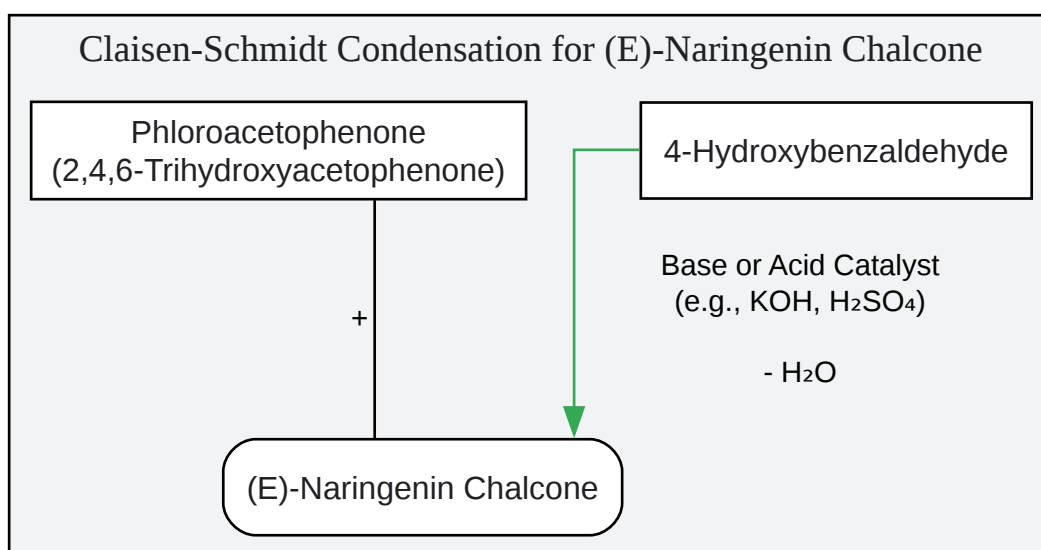 Claisen-Schmidt Condensation for (E)-Naringenin Chalcone
Phloroacetophenone
(2,4,6-Trihydroxyacetophenone)
4-Hydroxybenzaldehyde
Base or Acid Catalyst
(e.g., KOH, H₂SO₄)
+
- H₂O
(E)-Naringenin Chalcone